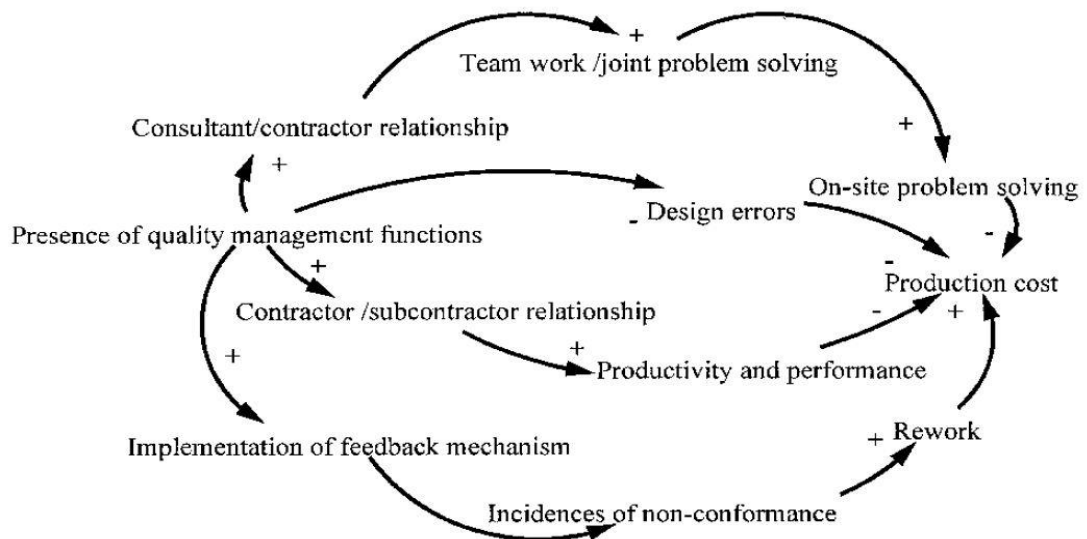 +
Team work /joint problem solving
Consultant/contractor relationship
+
+
On-site problem solving
- Design errors
-
Presence of quality management functions
+
-
Production cost
Contractor /subcontractor relationship
-
+
+
+
Productivity and performance
Implementation of feedback mechanism
+
Rework
Incidences of non-conformance